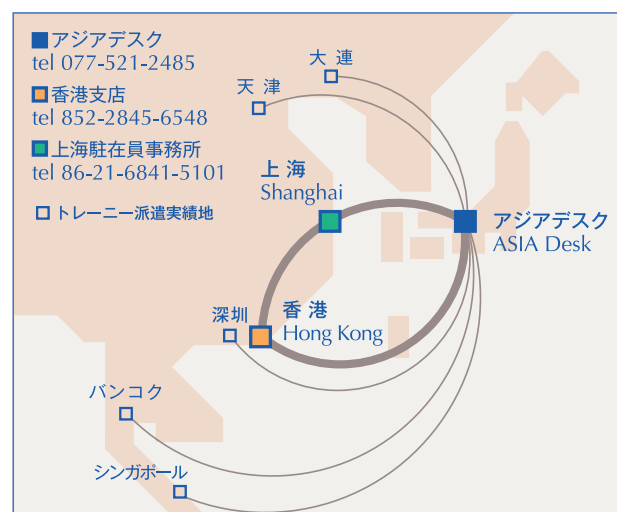 アジアデスク
tel 077-521-2485
香港支店
tel 852-2845-6548
上海駐在員事務所
tel 86-21-6841-5101
トレーニー派遣実績地
大連
天津
上海
Shanghai
アジアデスク
ASIA Desk
深圳
香港
Hong Kong
バンコク
シンガポール